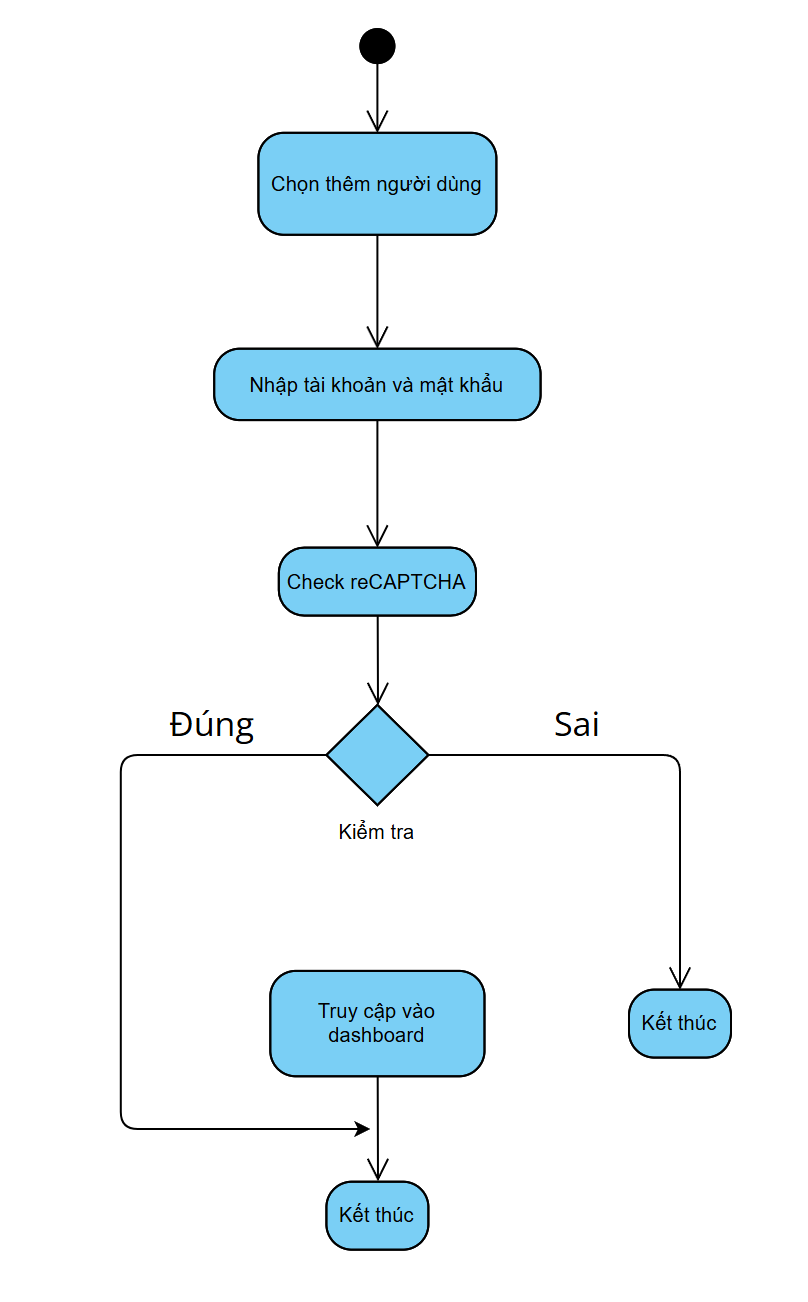 Chọn thêm người dùng
Nhập tài khoản và mật khẩu
Check reCAPTCHA
Đúng
Sai
Kiểm tra
Truy cập vào
dashboard
Kết thúc
Kết thúc